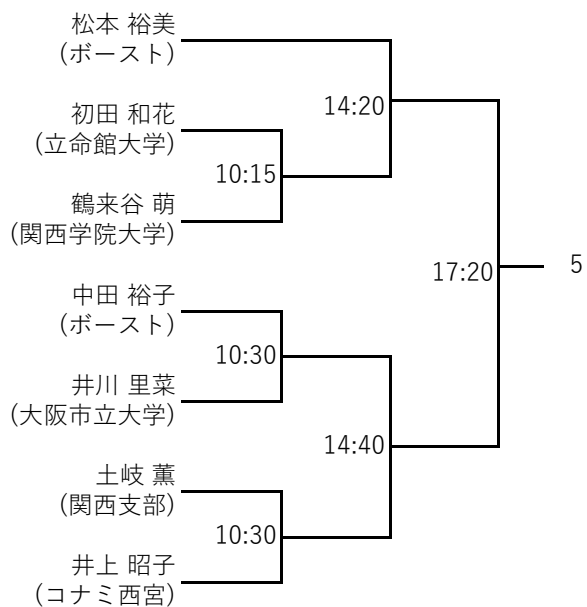 松本 裕美
(ボースト)
14:20
初田 和花
(立命館大学)
10:15
鶴来谷 萌
(関西学院大学)
17:20
5
中田 裕子
(ボースト)
10:30
井川 里菜
(大阪市立大学)
14:40
土岐 薫
(関西支部)
10:30
井上 昭子
(コナミ西宮)